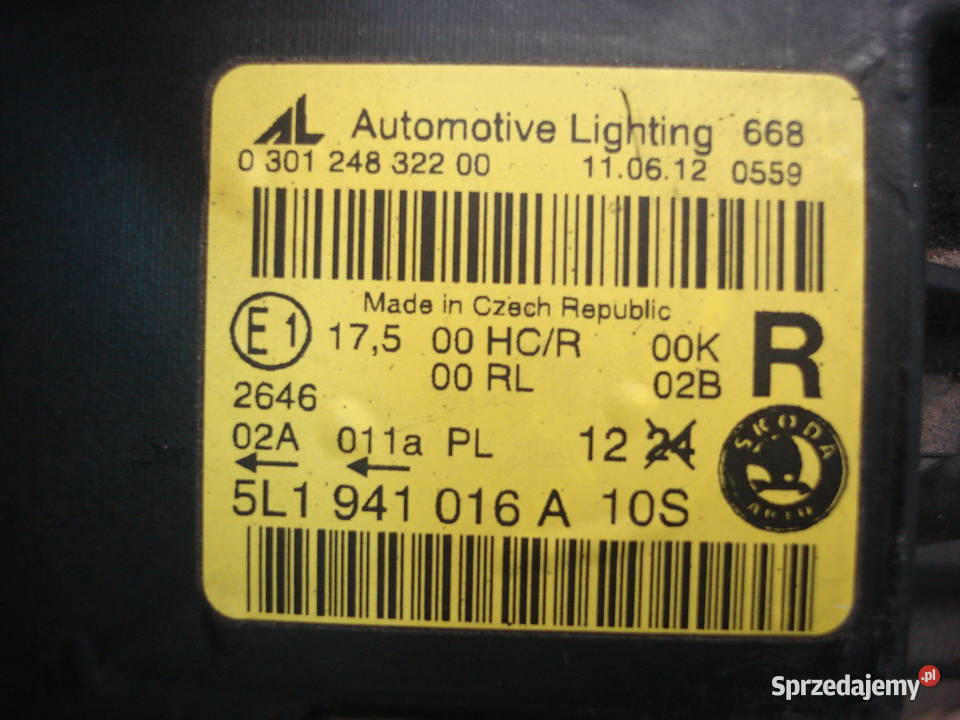 AL Automotive Lighting 668
0 301 248 322 00 11.06.12 0559
Made in Czech Republic
E1 17,5 00 HC/R 00K R
00 RL 02B
2646
02A 011a PL 12 24
SKODA
AUTO
5L1 941 016 A 10S
Sprzedajemy.pl